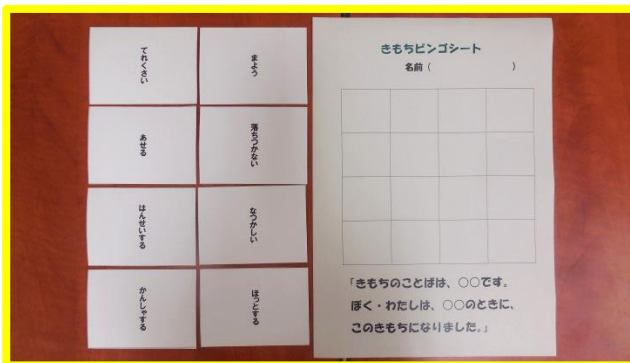 てれくさい
まよう
あせる
落ちつかない
はんせいする
なつかしい
かんしゃする
ほっとする
きもちビンゴシート
名前（　　　　　　　）
「きもちのことばは、○○です。
ぼく・わたしは、○○のときに、
このきもちになりました。」